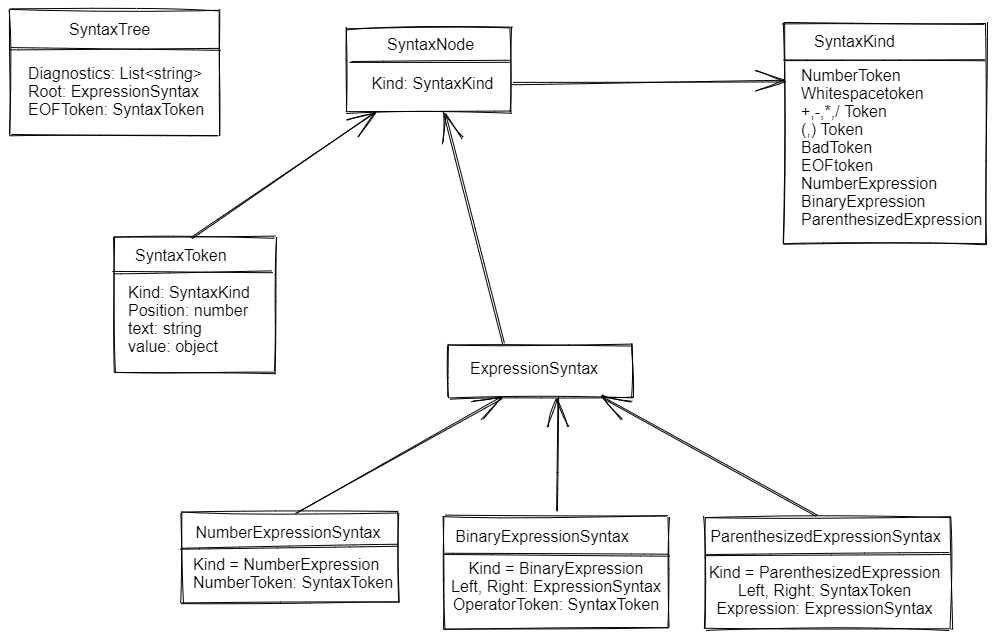 SyntaxTree
Diagnostics: List<string>
Root: ExpressionSyntax
EOFToken: SyntaxToken
SyntaxNode
Kind: SyntaxKind
SyntaxKind
NumberToken
Whitespacetoken
+,-,*,/ Token
(,) Token
BadToken
EOFtoken
NumberExpression
BinaryExpression
ParenthesizedExpression
SyntaxToken
Kind: SyntaxKind
Position: number
text: string
value: object
ExpressionSyntax
NumberExpressionSyntax
Kind = NumberExpression
NumberToken: SyntaxToken
BinaryExpressionSyntax
Kind = BinaryExpression
Left, Right: ExpressionSyntax
OperatorToken: SyntaxToken
ParenthesizedExpressionSyntax
Kind = ParenthesizedExpression
Left, Right: SyntaxToken
Expression: ExpressionSyntax